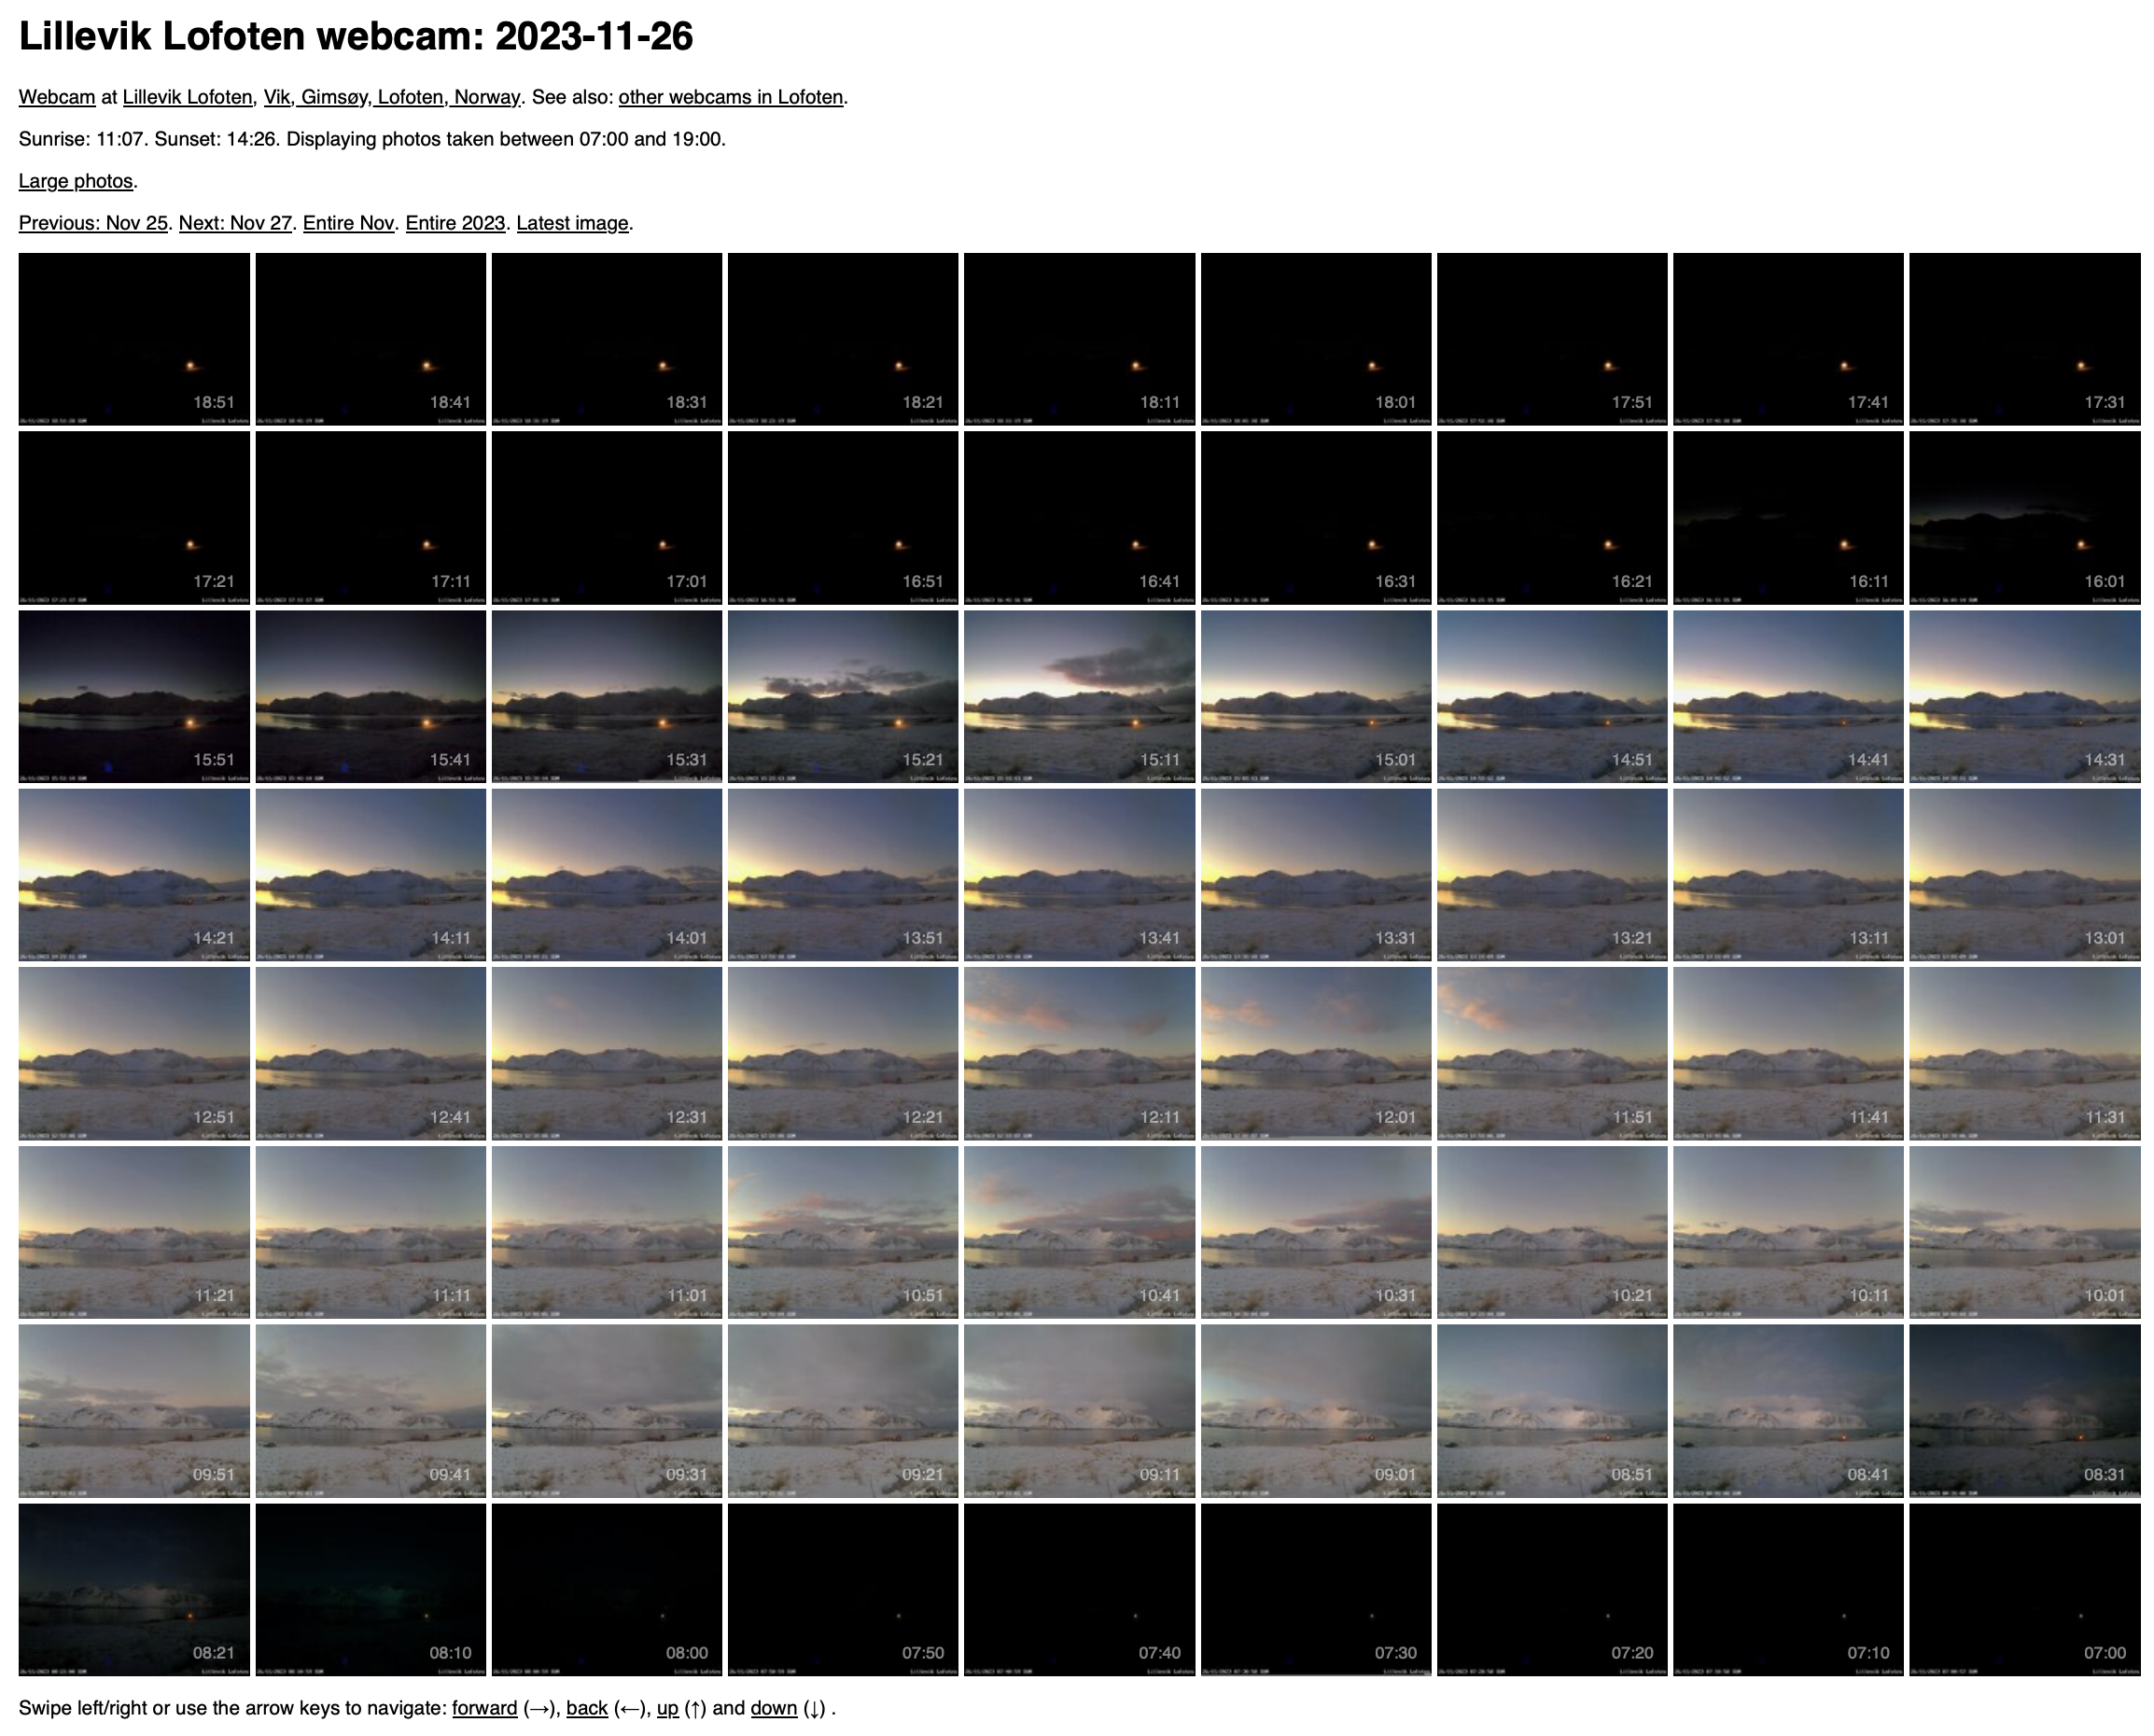 Lillevik Lofoten webcam: 2023-11-26
Webcam at Lillevik Lofoten, Vik, Gimsøy, Lofoten, Norway. See also: other webcams in Lofoten.
Sunrise: 11:07. Sunset: 14:26. Displaying photos taken between 07:00 and 19:00.
Large photos.
Previous: Nov 25. Next: Nov 27. Entire Nov. Entire 2023. Latest image.
18:51 18:41 18:31 18:21 18:11 18:01 17:51 17:41 17:31
17:21 17:11 17:01 16:51 16:41 16:31 16:21 16:11 16:01
15:51 15:41 15:31 15:21 15:11 15:01 14:51 14:41 14:31
14:21 14:11 14:01 13:51 13:41 13:31 13:21 13:11 13:01
12:51 12:41 12:31 12:21 12:11 12:01 11:51 11:41 11:31
11:21 11:11 11:01 10:51 10:41 10:31 10:21 10:11 10:01
09:51 09:41 09:31 09:21 09:11 09:01 08:51 08:41 08:31
08:21 08:10 08:00 07:50 07:40 07:30 07:20 07:10 07:00
Swipe left/right or use the arrow keys to navigate: forward (→), back (←), up (↑) and down (↓) .